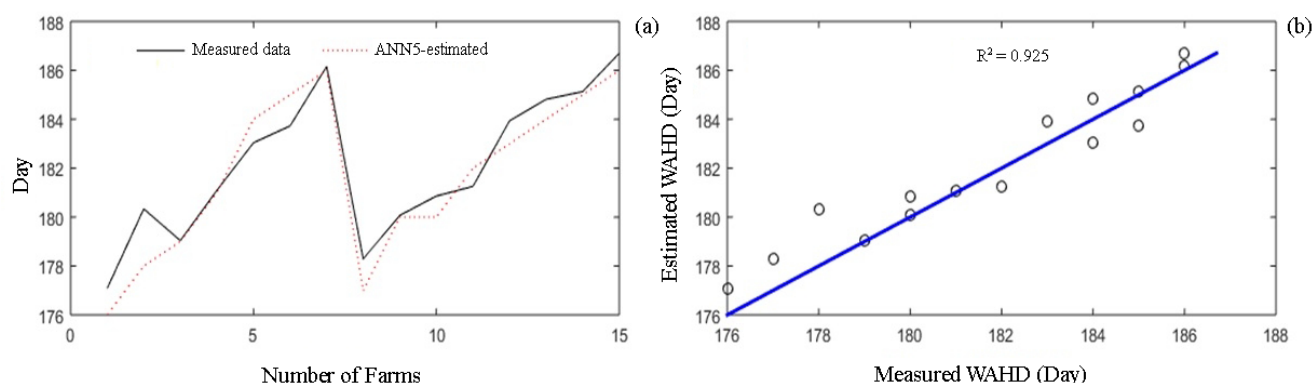 188
186
184
182
180
178
176
0
5
10
15
Day
Number of Farms
Measured data
ANN5-estimated
(a)
188
186
184
182
180
178
176
176
178
180
182
184
186
188
Estimated WAHD (Day)
Measured WAHD (Day)
R² = 0.925
(b)